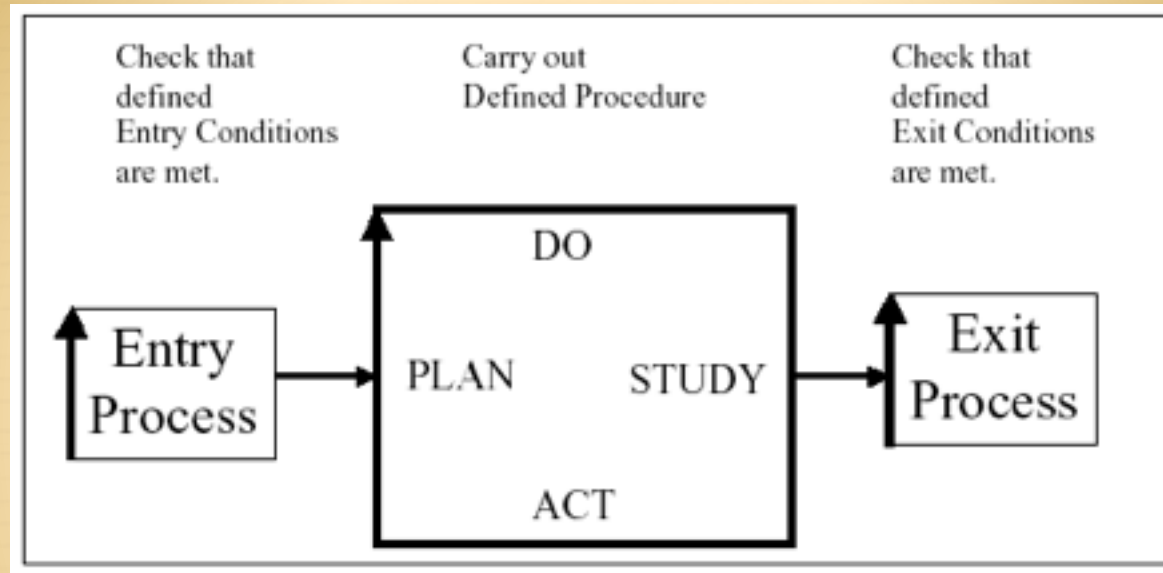 Check that
defined
Entry Conditions
are met.
Carry out
Defined Procedure
Check that
defined
Exit Conditions
are met.
Entry
Process
DO
PLAN
STUDY
ACT
Exit
Process